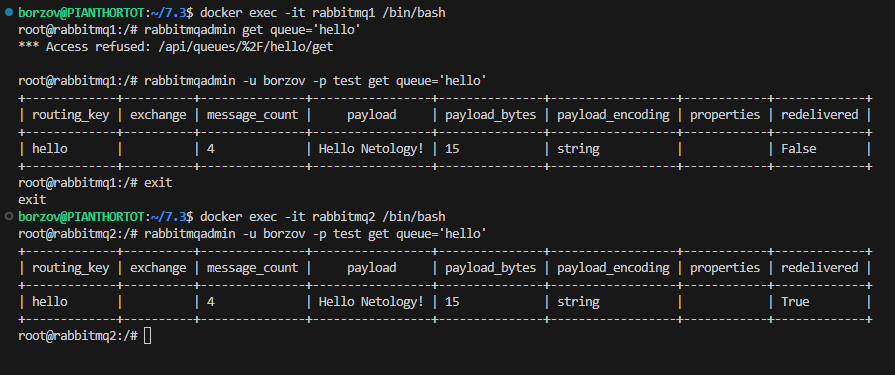 borzov@PIANTHORTOT:~/7.3$ docker exec -it rabbitmq1 /bin/bash
root@rabbitmq1:/# rabbitmqadmin get queue='hello'
*** Access refused: /api/queues/%2F/hello/get
root@rabbitmq1:/# rabbitmqadmin -u borzov -p test get queue='hello'
+-------------+----------+---------------+----------------+---------------+------------------+------------+-------------+
| routing_key | exchange | message_count |    payload     | payload_bytes | payload_encoding | properties | redelivered |
+-------------+----------+---------------+----------------+---------------+------------------+------------+-------------+
| hello       |          | 4             | Hello Netology! | 15            | string           |            | False       |
+-------------+----------+---------------+----------------+---------------+------------------+------------+-------------+
root@rabbitmq1:/# exit
exit
borzov@PIANTHORTOT:~/7.3$ docker exec -it rabbitmq2 /bin/bash
root@rabbitmq2:/# rabbitmqadmin -u borzov -p test get queue='hello'
+-------------+----------+---------------+----------------+---------------+------------------+------------+-------------+
| routing_key | exchange | message_count |    payload     | payload_bytes | payload_encoding | properties | redelivered |
+-------------+----------+---------------+----------------+---------------+------------------+------------+-------------+
| hello       |          | 4             | Hello Netology! | 15            | string           |            | True        |
+-------------+----------+---------------+----------------+---------------+------------------+------------+-------------+
root@rabbitmq2:/#